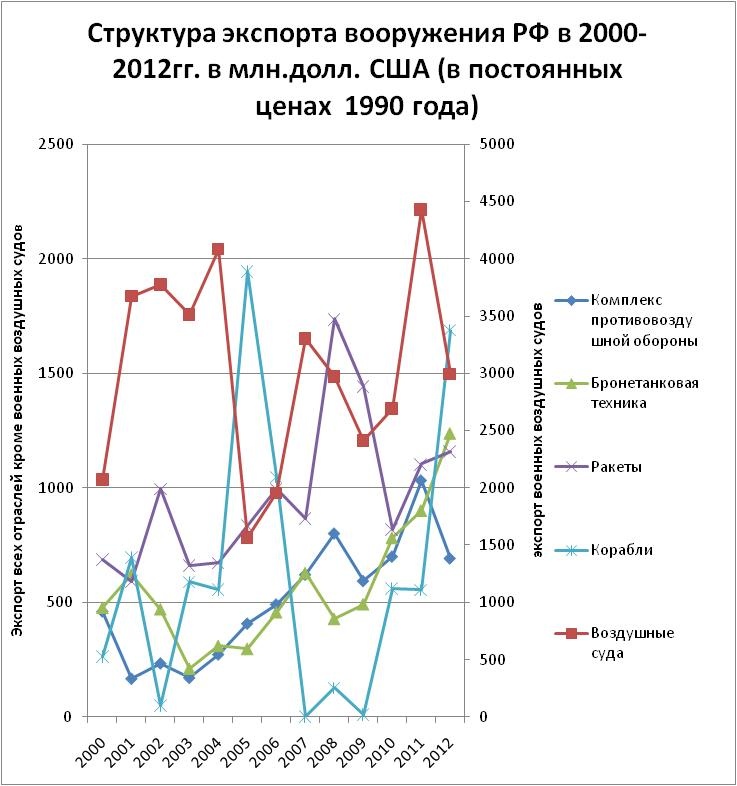 Структура экспорта вооружения РФ в 2000-
2012гг. в млн.долл. США (в постоянных
ценах 1990 года)
Экспорт всех отраслей кроме военных воздушных судов
2500
2000
1500
1000
500
0
5000
4500
4000
3500
3000
2500
2000
1500
1000
500
0
экспорт военных воздушных судов
2000
2001
2002
2003
2004
2005
2006
2007
2008
2009
2010
2011
2012
Комплекс
противовозду
шной обороны
Бронетанковая
техника
Ракеты
Корабли
Воздушные
суда